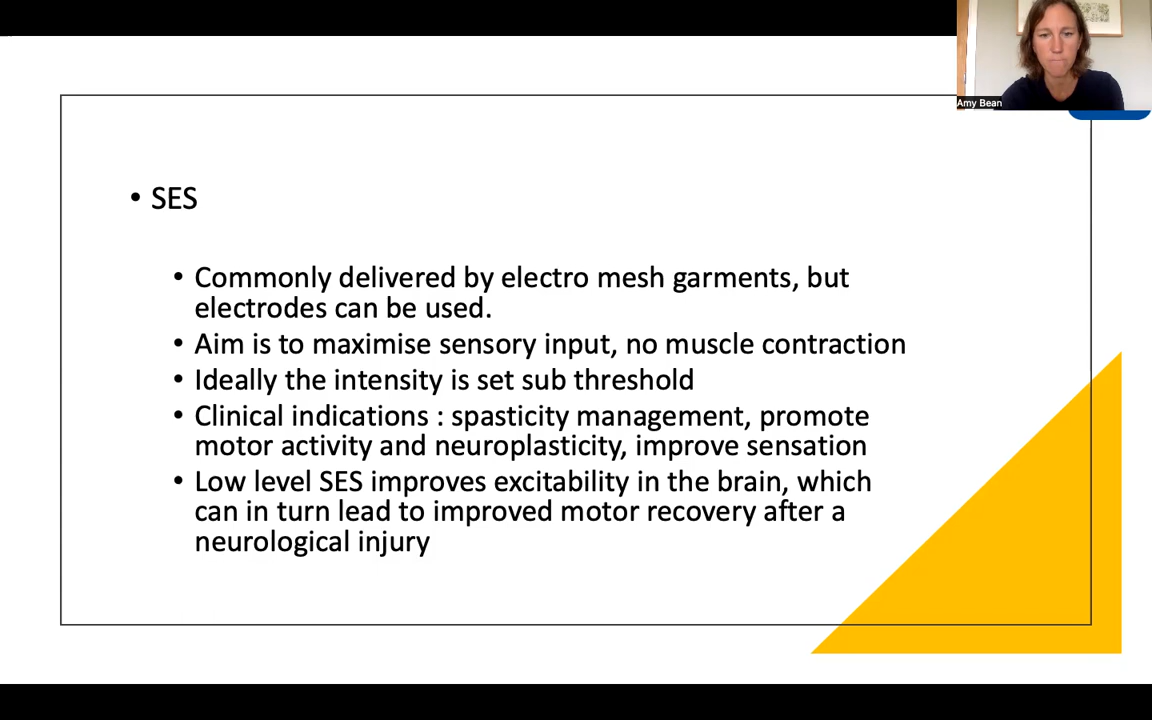 Amy Bean
• SES
• Commonly delivered by electro mesh garments, but
electrodes can be used.
• Aim is to maximise sensory input, no muscle contraction
• Ideally the intensity is set sub threshold
• Clinical indications : spasticity management, promote
motor activity and neuroplasticity, improve sensation
• Low level SES improves excitability in the brain, which
can in turn lead to improved motor recovery after a
neurological injury